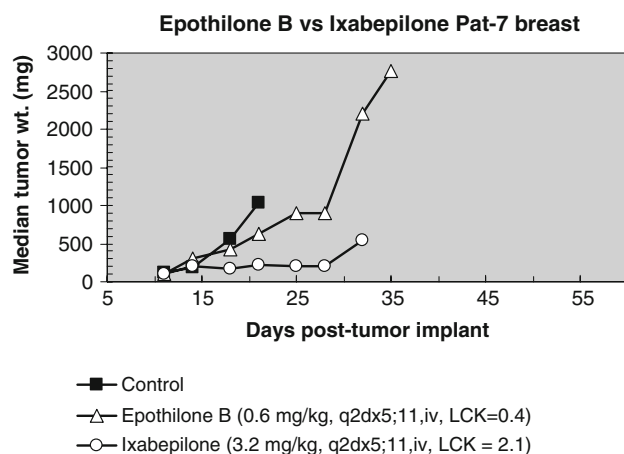 Epothilone B vs Ixabepilone Pat-7 breast
3000
2500
2000
1500
1000
500
0
Median tumor wt. (mg)
5
15
25
35
45
55
Days post-tumor implant
Control
Epothilone B (0.6 mg/kg, q2dx5;11,iv, LCK=0.4)
Ixabepilone (3.2 mg/kg, q2dx5;11,iv, LCK = 2.1)